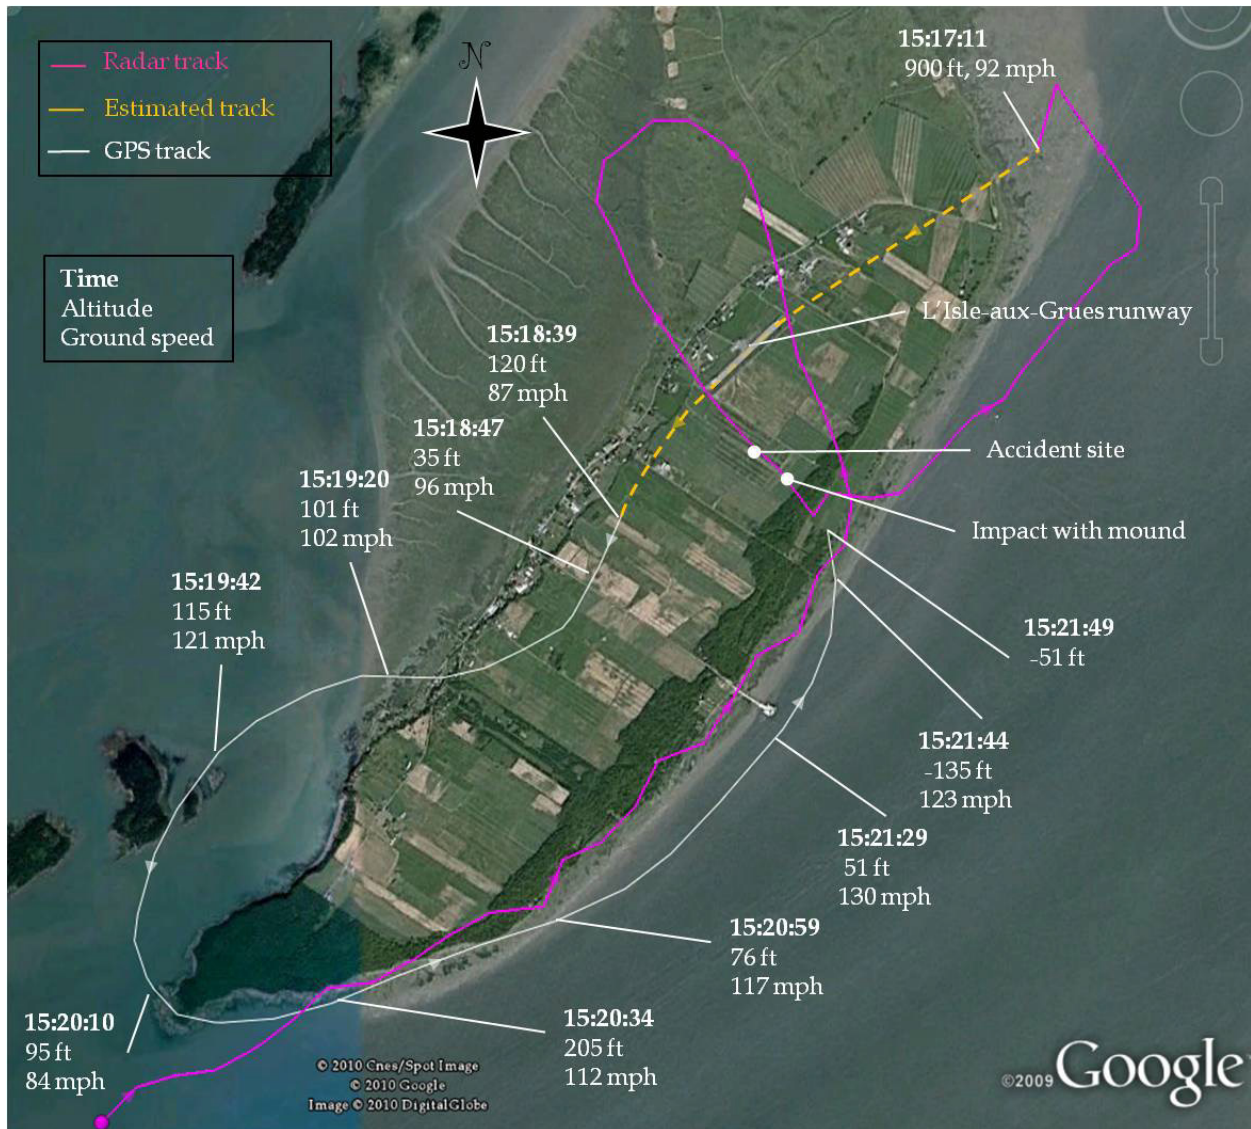 Radar track
Estimated track
GPS track
N
15:17:11
900 ft, 92 mph
Time
Altitude
Ground speed
L'Isle-aux-Grues runway
15:18:39
120 ft
87 mph
15:18:47
35 ft
96 mph
Accident site
15:19:20
101 ft
102 mph
Impact with mound
15:19:42
115 ft
121 mph
15:21:49
-51 ft
15:21:44
-135 ft
123 mph
15:21:29
51 ft
130 mph
15:20:59
76 ft
117 mph
15:20:10
95 ft
84 mph
15:20:34
205 ft
112 mph
© 2010 Cnes/Spot Image
© 2010 Google
Image © 2010 DigitalGlobe
©2009 Google